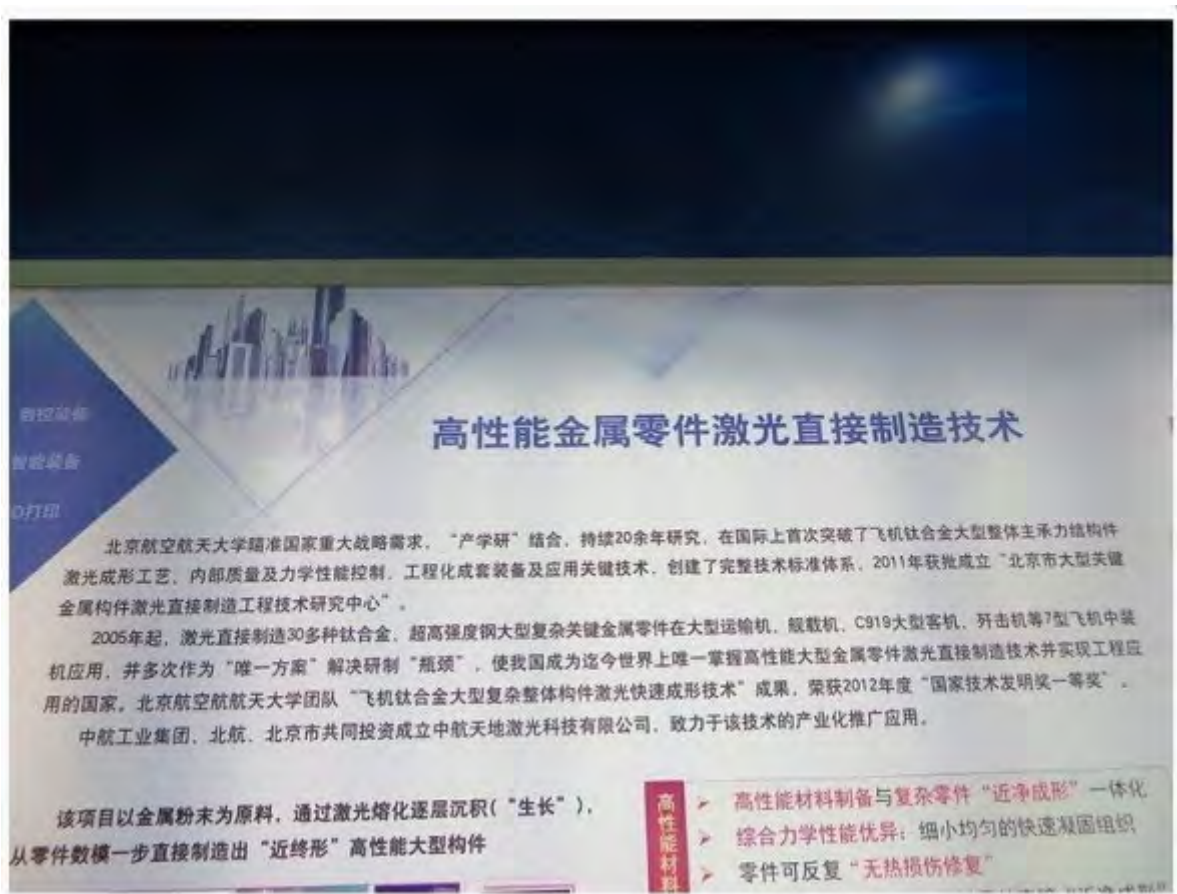 数控装备
智能装备
D打印
高性能金属零件激光直接制造技术
北京航空航天大学瞄准国家重大战略需求，“产学研”结合，持续20余年研究，在国际上首次突破了飞机钛合金大型整体主承力结构件
激光成形工艺、内部质量及力学性能控制、工程化成套装备及应用关键技术，创建了完整技术标准体系，2011年获批成立“北京市大型关键
金属构件激光直接制造工程技术研究中心”。
2005年起，激光直接制造30多种钛合金、超高强度钢大型复杂关键金属零件在大型运输机、舰载机、C919大型客机、歼击机等7型飞机中装
机应用，并多次作为“唯一方案”解决研制“瓶颈”，使我国成为迄今世界上唯一掌握高性能大型金属零件激光直接制造技术并实现工程应
用的国家。北京航空航航天大学团队“飞机钛合金大型复杂整体构件激光快速成形技术”成果，荣获2012年度“国家技术发明奖一等奖”。
中航工业集团、北航、北京市共同投资成立中航天地激光科技有限公司，致力于该技术的产业化推广应用。
该项目以金属粉末为原料，通过激光熔化逐层沉积(“生长”)，
从零件数模一步直接制造出“近终形”高性能大型构件
高性能材料
➢ 高性能材料制备与复杂零件“近净成形”一体化
➢ 综合力学性能优异：细小均匀的快速凝固组织
➢ 零件可反复“无热损伤修复”